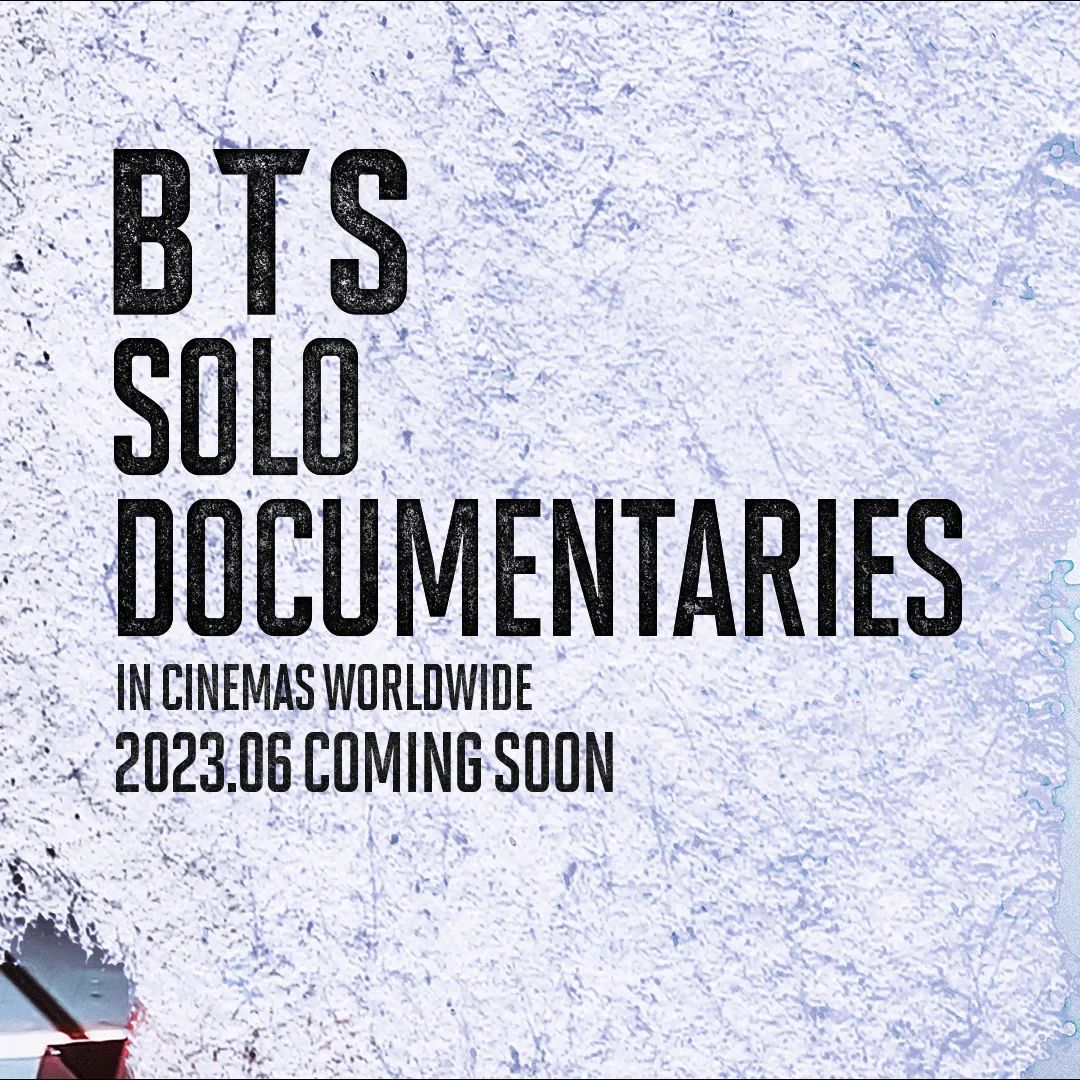 BTS
SOLO
DOCUMENTARIES
IN CINEMAS WORLDWIDE
2023.06 COMING SOON